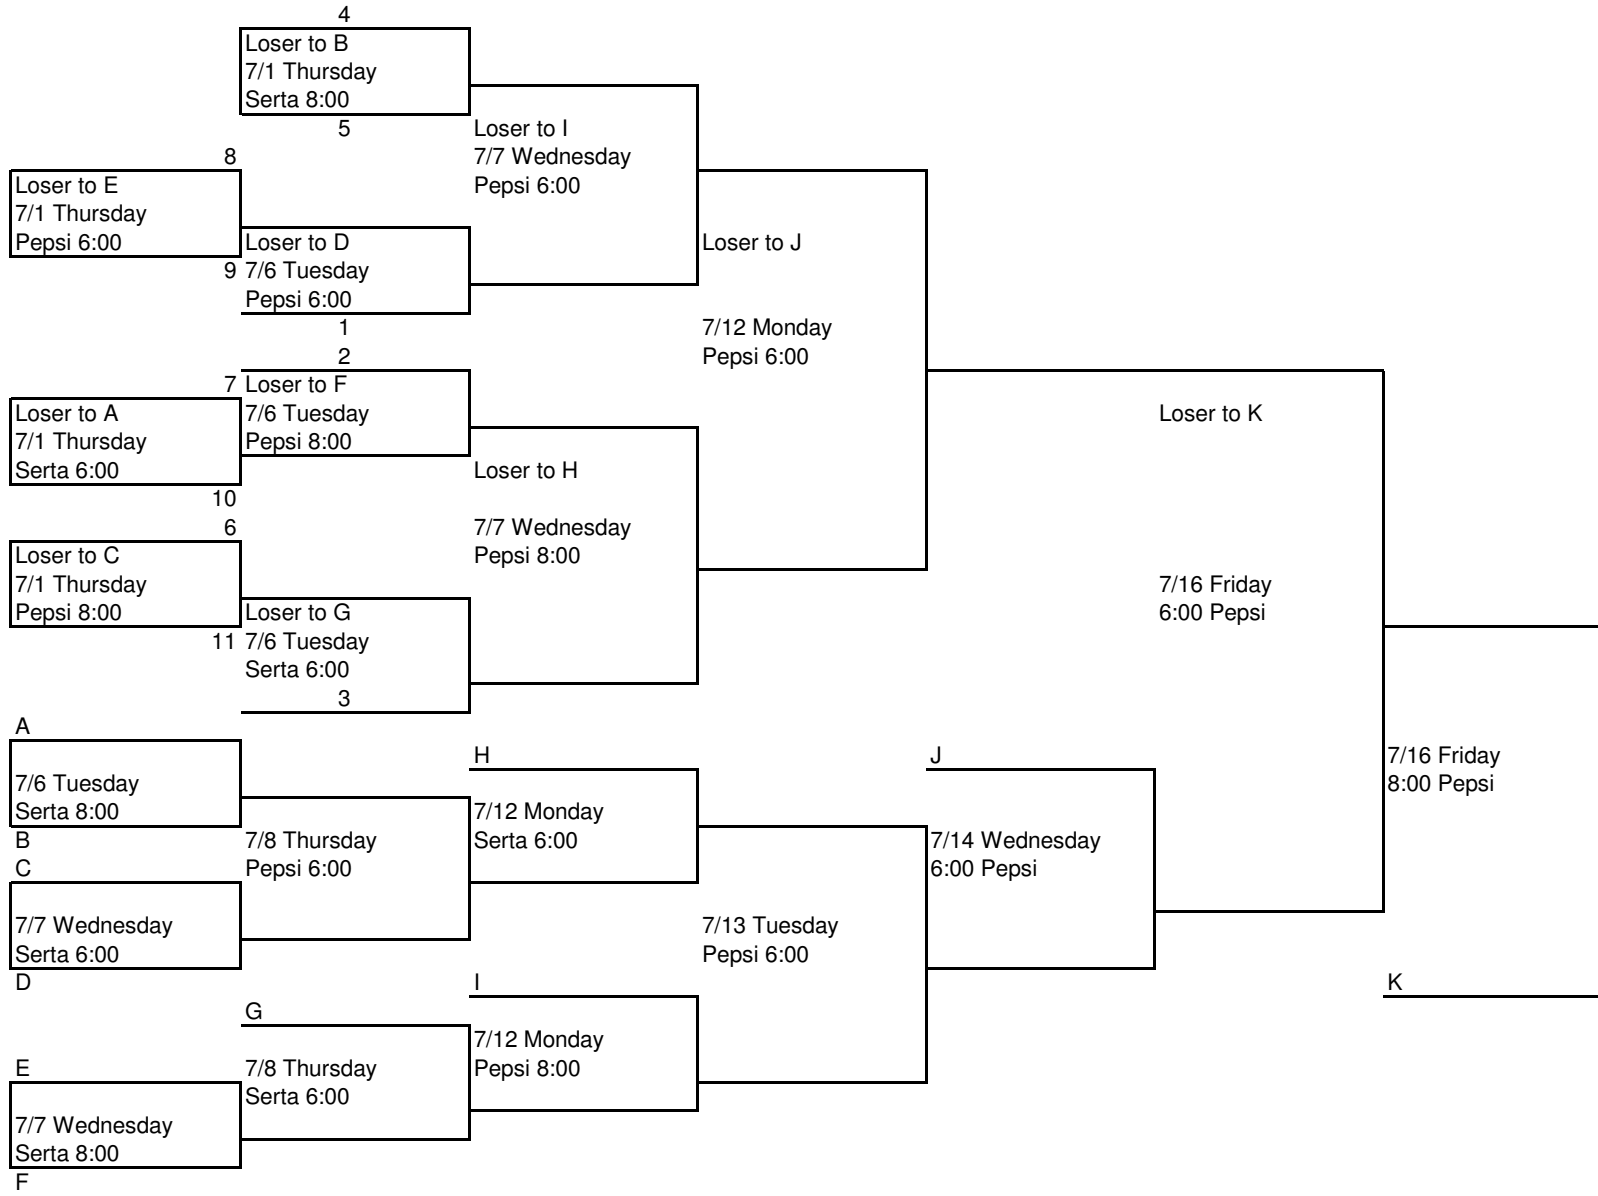 4
Loser to B
7/1 Thursday
Serta 8:00
5
Loser to I
7/7 Wednesday
Pepsi 6:00
8
Loser to E
7/1 Thursday
Pepsi 6:00
9
Loser to D
7/6 Tuesday
Pepsi 6:00
1
Loser to J
7/12 Monday
Pepsi 6:00
2
7
Loser to F
7/6 Tuesday
Pepsi 8:00
Loser to A
7/1 Thursday
Serta 6:00
10
Loser to H
7/7 Wednesday
Pepsi 8:00
6
Loser to C
7/1 Thursday
Pepsi 8:00
11
Loser to G
7/6 Tuesday
Serta 6:00
3
Loser to K
7/16 Friday
6:00 Pepsi
A
7/6 Tuesday
Serta 8:00
B
C
7/7 Wednesday
Serta 6:00
D
7/8 Thursday
Pepsi 6:00
H
7/12 Monday
Serta 6:00
J
7/14 Wednesday
6:00 Pepsi
7/16 Friday
8:00 Pepsi
7/13 Tuesday
Pepsi 6:00
I
7/12 Monday
Pepsi 8:00
K
G
7/8 Thursday
Serta 6:00
E
7/7 Wednesday
Serta 8:00
F